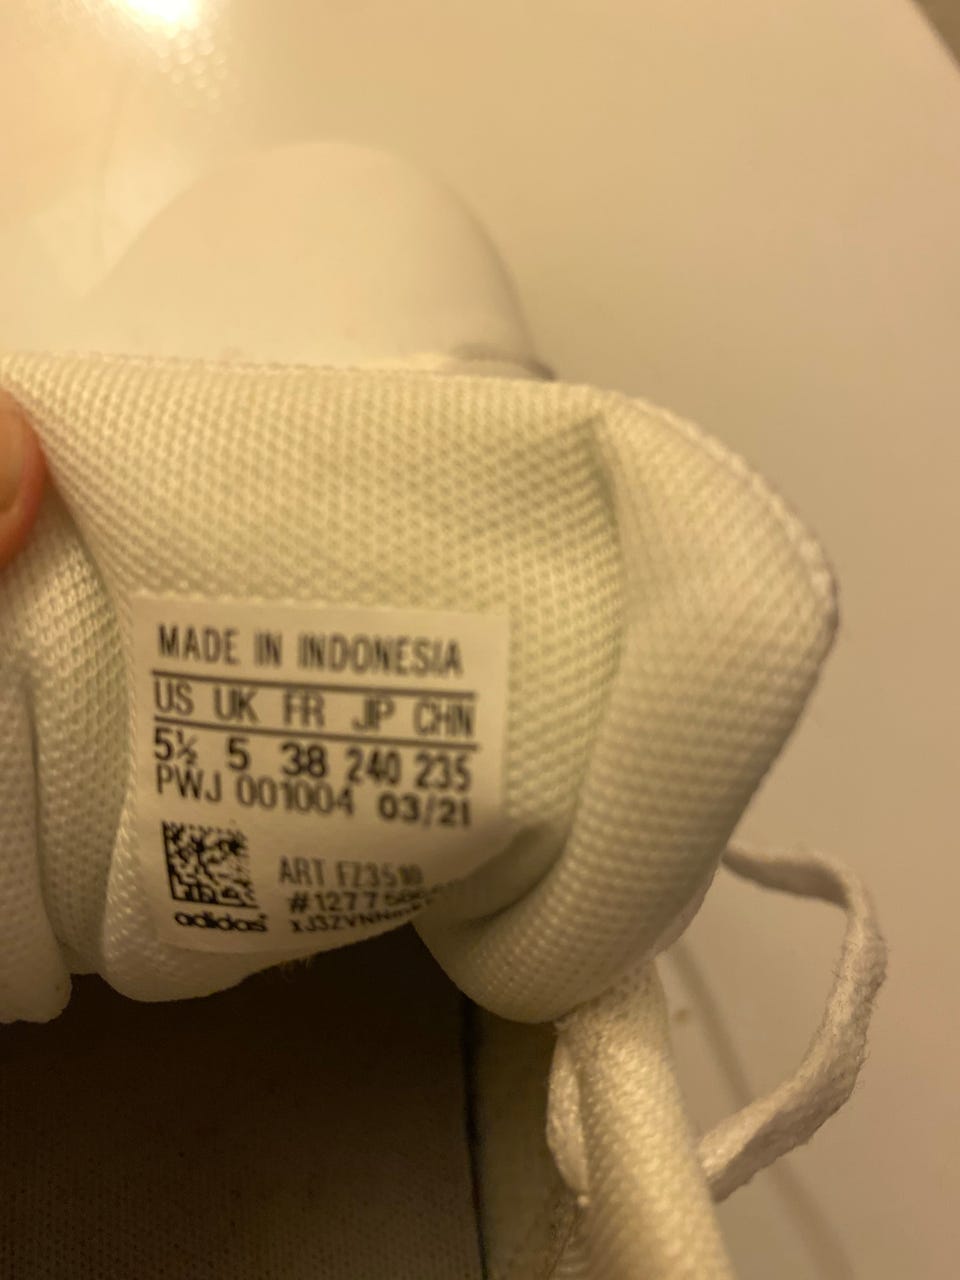 MADE IN INDONESIA
US UK FR JP CHN
5½ 5 38 240 235
PWJ 001004 03/21
ART FZ3510
adidas